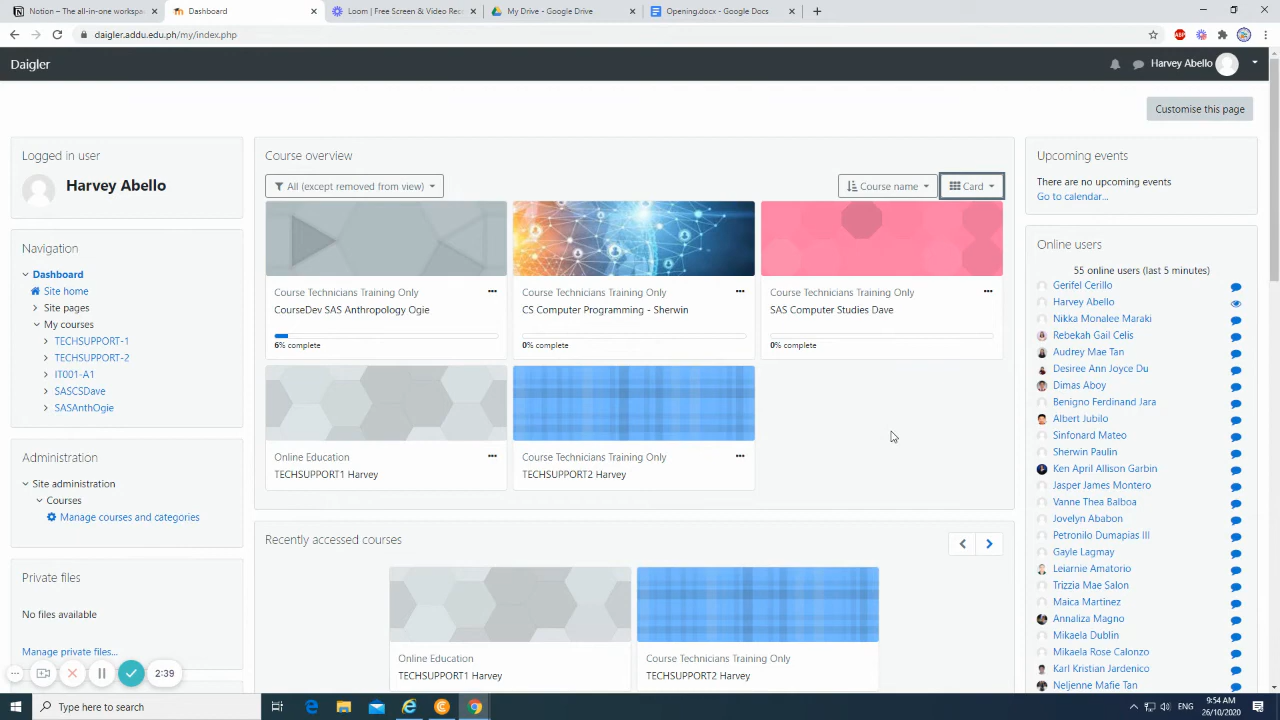 Notion – The all-in-one workspa
Dashboard
Loom | Free Screen & Video Rec
My Drive - Google Drive
Opening.docx - Google Docs
daigler.addu.edu.ph/my/index.php
ABP
Daigler
Harvey Abello
Customise this page
Logged in user
Harvey Abello
Navigation
Dashboard
Site home
Site pages
My courses
TECHSUPPORT-1
TECHSUPPORT-2
IT001-A1
SASCSDave
SASAnthOgie
Administration
Site administration
Courses
Manage courses and categories
Private files
No files available
Manage private files...
2:39
Course overview
All (except removed from view)
Course name
Card
Course Technicians Training Only
CourseDev SAS Anthropology Ogie
6% complete
Course Technicians Training Only
CS Computer Programming - Sherwin
0% complete
Course Technicians Training Only
SAS Computer Studies Dave
0% complete
Online Education
TECHSUPPORT1 Harvey
Course Technicians Training Only
TECHSUPPORT2 Harvey
Recently accessed courses
Online Education
TECHSUPPORT1 Harvey
Course Technicians Training Only
TECHSUPPORT2 Harvey
Upcoming events
There are no upcoming events
Go to calendar...
Online users
55 online users (last 5 minutes)
Gerifel Cerillo
Harvey Abello
Nikka Monalee Maraki
Rebekah Gail Celis
Audrey Mae Tan
Desiree Ann Joyce Du
Dimas Aboy
Benigno Ferdinand Jara
Albert Jubilo
Sinfonard Mateo
Sherwin Paulin
Ken April Allison Garbin
Jasper James Montero
Vanne Thea Balboa
Jovelyn Ababon
Petronilo Dumapias III
Gayle Lagmay
Leiarnie Amatorio
Trizzia Mae Salon
Maica Martinez
Annaliza Magno
Mikaela Dublin
Mikaela Rose Calonzo
Karl Kristian Jardenico
Neljenne Mafie Tan
Type here to search
ENG
9:54 AM
26/10/2020